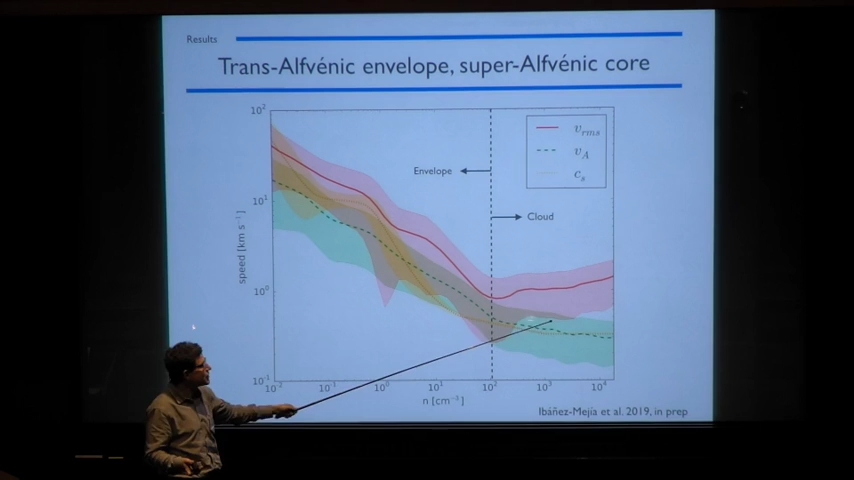 Results
Trans-Alfvénic envelope, super-Alfvénic core
10²
10¹
10⁰
10⁻¹
speed [km s⁻¹]
Envelope
Cloud
v_rms
v_A
c_s
10⁻² 10⁻¹ 10⁰ 10¹ 10² 10³ 10⁴
n [cm⁻³]
Ibáñez-Mejía et al. 2019, in prep